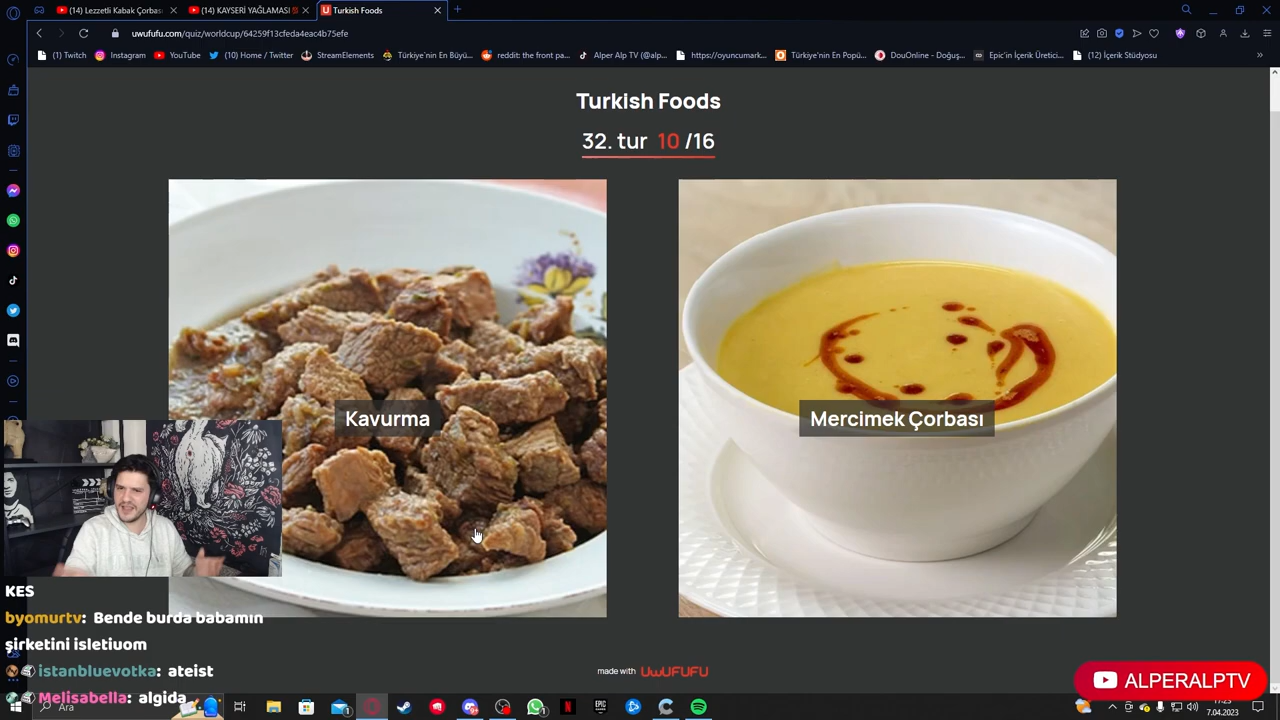 (14) Lezzetli Kabak Çorbas
(14) KAYSERİ YAĞLAMASI
Turkish Foods
uwufufu.com/quiz/worldcup/64259f13cfeda4eac4b75efe
(1) Twitch
Instagram
YouTube
(10) Home / Twitter
StreamElements
Türkiye'nin En Büyü...
reddit: the front pa...
Alper Alp TV (@alp...
https://oyuncumark...
Türkiye'nin En Popü...
DouOnline - Doğuş...
Epic'in İçerik Üretici...
(12) İçerik Stüdyosu
Turkish Foods
32. tur 10 /16
Kavurma
Mercimek Çorbası
KES
byomurtv: Bende burda babamın
şirketini isletiuom
istanbluevotka: ateist
Melisabella: algida
made with UWUFUFU
ALPERALPTV
Ara
17:23
7.04.2023